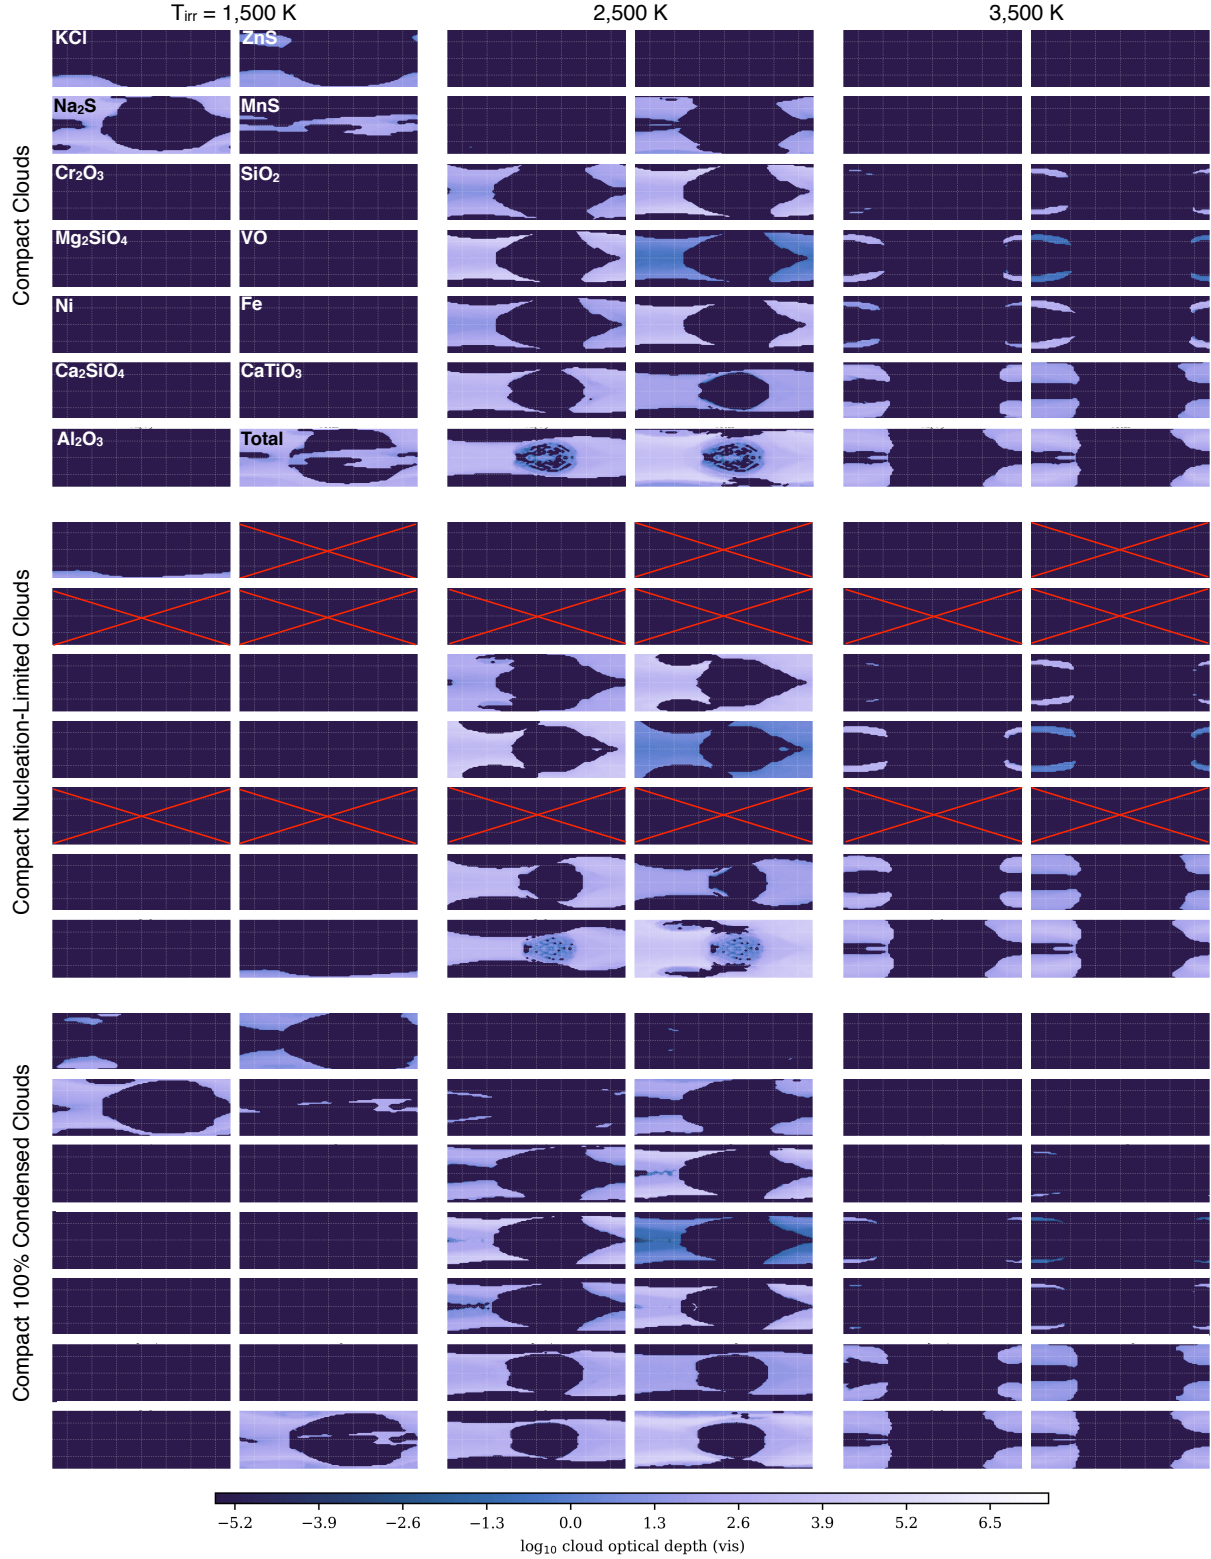 T_irr = 1,500 K 2,500 K 3,500 K
Compact Clouds
KCl ZnS
Na₂S MnS
Cr₂O₃ SiO₂
Mg₂SiO₄ VO
Ni Fe
Ca₂SiO₄ CaTiO₃
Al₂O₃ Total
Compact Nucleation-Limited Clouds
Compact 100% Condensed Clouds
−5.2 −3.9 −2.6 −1.3 0.0 1.3 2.6 3.9 5.2 6.5
log₁₀ cloud optical depth (vis)